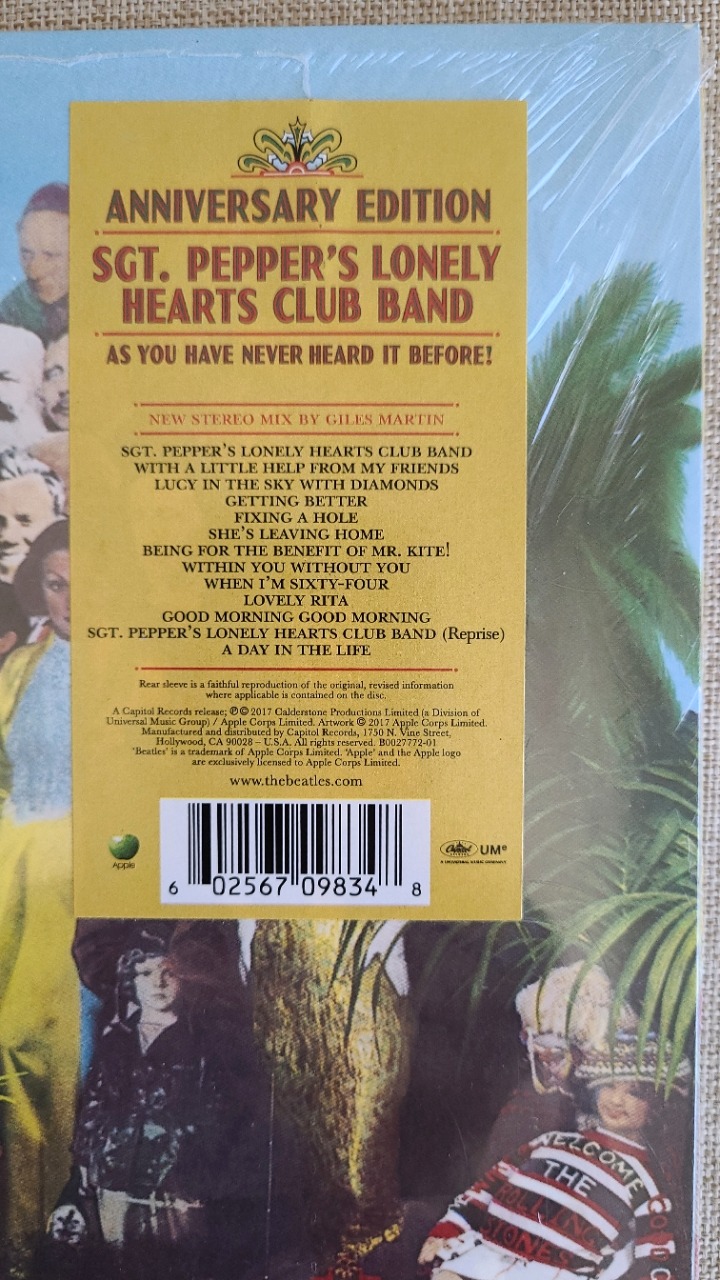 ANNIVERSARY EDITION
SGT. PEPPER'S LONELY
HEARTS CLUB BAND
AS YOU HAVE NEVER HEARD IT BEFORE!
NEW STEREO MIX BY GILES MARTIN
SGT. PEPPER'S LONELY HEARTS CLUB BAND
WITH A LITTLE HELP FROM MY FRIENDS
LUCY IN THE SKY WITH DIAMONDS
GETTING BETTER
FIXING A HOLE
SHE'S LEAVING HOME
BEING FOR THE BENEFIT OF MR. KITE!
WITHIN YOU WITHOUT YOU
WHEN I'M SIXTY-FOUR
LOVELY RITA
GOOD MORNING GOOD MORNING
SGT. PEPPER'S LONELY HEARTS CLUB BAND (Reprise)
A DAY IN THE LIFE
Rear sleeve is a faithful reproduction of the original, revised information
where applicable is contained on the disc.
A Capitol Records release; ℗ © 2017 Calderstone Productions Limited (a Division of
Universal Music Group) / Apple Corps Limited. Artwork © 2017 Apple Corps Limited.
Manufactured and distributed by Capitol Records, 1750 N. Vine Street,
Hollywood, CA 90028 – U.S.A. All rights reserved. B0027772-01
'Beatles' is a trademark of Apple Corps Limited. 'Apple' and the Apple logo
are exclusively licensed to Apple Corps Limited.
www.thebeatles.com
Apple
Capitol UMe
6 02567 09834 8
WELCOME
THE
ROLLING
STONES